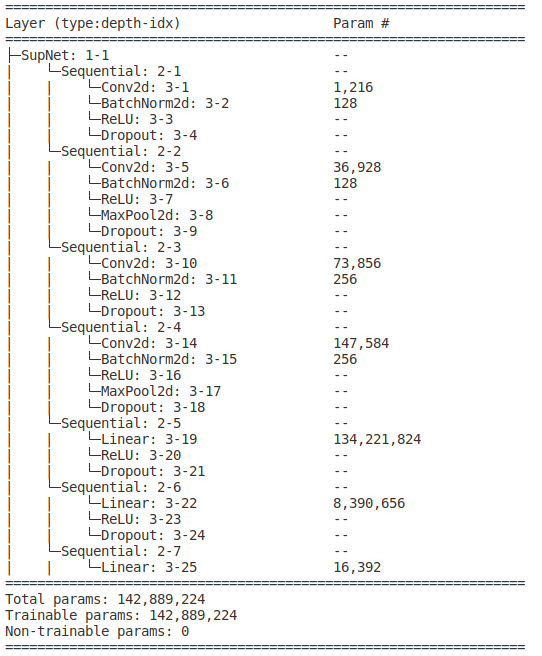 =================================================================
Layer (type:depth-idx)                   Param #
=================================================================
├─SupNet: 1-1                            --
|    └─Sequential: 2-1                   --
|    |    └─Conv2d: 3-1                  1,216
|    |    └─BatchNorm2d: 3-2             128
|    |    └─ReLU: 3-3                    --
|    |    └─Dropout: 3-4                 --
|    └─Sequential: 2-2                   --
|    |    └─Conv2d: 3-5                  36,928
|    |    └─BatchNorm2d: 3-6             128
|    |    └─ReLU: 3-7                    --
|    |    └─MaxPool2d: 3-8               --
|    |    └─Dropout: 3-9                 --
|    └─Sequential: 2-3                   --
|    |    └─Conv2d: 3-10                 73,856
|    |    └─BatchNorm2d: 3-11            256
|    |    └─ReLU: 3-12                   --
|    |    └─Dropout: 3-13                --
|    └─Sequential: 2-4                   --
|    |    └─Conv2d: 3-14                 147,584
|    |    └─BatchNorm2d: 3-15            256
|    |    └─ReLU: 3-16                   --
|    |    └─MaxPool2d: 3-17              --
|    |    └─Dropout: 3-18                --
|    └─Sequential: 2-5                   --
|    |    └─Linear: 3-19                 134,221,824
|    |    └─ReLU: 3-20                   --
|    |    └─Dropout: 3-21                --
|    └─Sequential: 2-6                   --
|    |    └─Linear: 3-22                 8,390,656
|    |    └─ReLU: 3-23                   --
|    |    └─Dropout: 3-24                --
|    └─Sequential: 2-7                   --
|    |    └─Linear: 3-25                 16,392
=================================================================
Total params: 142,889,224
Trainable params: 142,889,224
Non-trainable params: 0
=================================================================